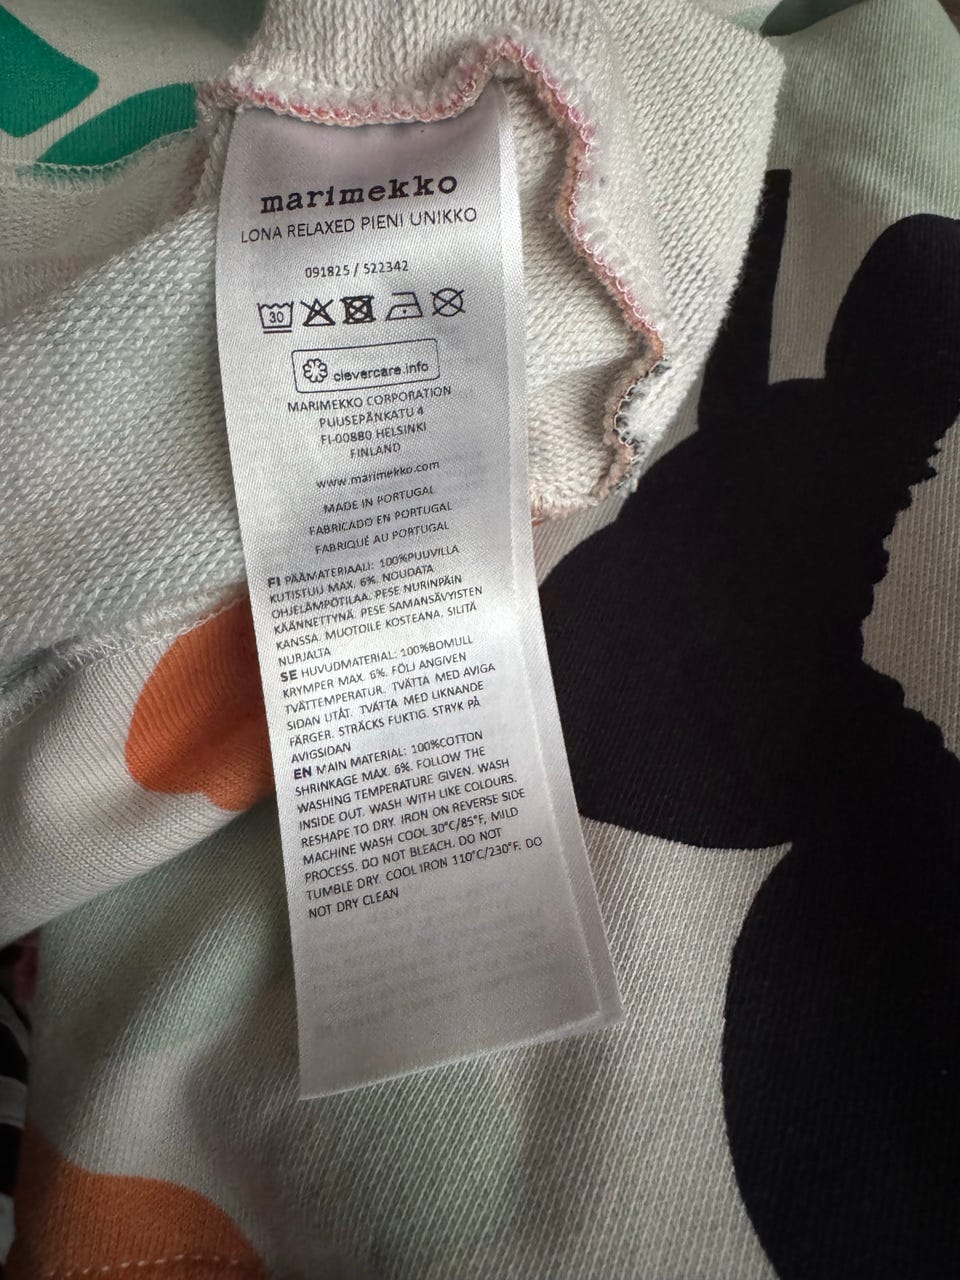 marimekko
LONA RELAXED PIENI UNIKKO
091825 / 522342
30
clevercare.info
MARIMEKKO CORPORATION
PUUSEPÄNKATU 4
FI-00880 HELSINKI
FINLAND
www.marimekko.com
MADE IN PORTUGAL
FABRICADO EN PORTUGAL
FABRIQUÉ AU PORTUGAL
FI PÄÄMATERIAALI: 100%PUUVILLA
KUTISTUU MAX. 6%. NOUDATA
OHJELÄMPÖTILAA. PESE NURINPÄIN
KÄÄNNETTYNÄ. PESE SAMANSÄVYISTEN
KANSSA. MUOTOILE KOSTEANA. SILITÄ
NURJALTA
SE HUVUDMATERIAL: 100%BOMULL
KRYMPER MAX. 6%. FÖLJ ANGIVEN
TVÄTTEMPERATUR. TVÄTTA MED AVIGA
SIDAN UTÅT. TVÄTTA MED LIKNANDE
FÄRGER. STRÄCKS FUKTIG. STRYK PÅ
AVIGSIDAN
EN MAIN MATERIAL: 100%COTTON
SHRINKAGE MAX. 6%. FOLLOW THE
WASHING TEMPERATURE GIVEN. WASH
INSIDE OUT. WASH WITH LIKE COLOURS.
RESHAPE TO DRY. IRON ON REVERSE SIDE
MACHINE WASH COOL 30°C/85°F, MILD
PROCESS. DO NOT BLEACH. DO NOT
TUMBLE DRY. COOL IRON 110°C/230°F. DO
NOT DRY CLEAN